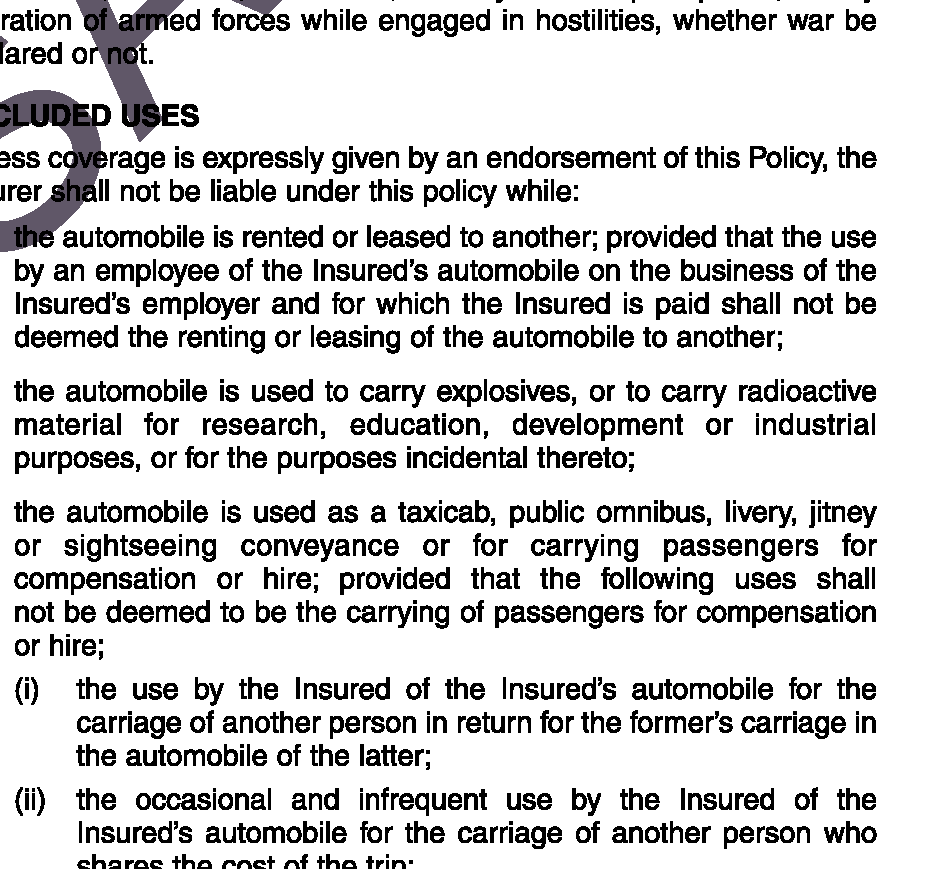 ration of armed forces while engaged in hostilities, whether war be
lared or not.
CLUDED USES
ess coverage is expressly given by an endorsement of this Policy, the
urer shall not be liable under this policy while:
the automobile is rented or leased to another; provided that the use
by an employee of the Insured's automobile on the business of the
Insured's employer and for which the Insured is paid shall not be
deemed the renting or leasing of the automobile to another;
the automobile is used to carry explosives, or to carry radioactive
material for research, education, development or industrial
purposes, or for the purposes incidental thereto;
the automobile is used as a taxicab, public omnibus, livery, jitney
or sightseeing conveyance or for carrying passengers for
compensation or hire; provided that the following uses shall
not be deemed to be the carrying of passengers for compensation
or hire;
(i) the use by the Insured of the Insured's automobile for the
carriage of another person in return for the former's carriage in
the automobile of the latter;
(ii) the occasional and infrequent use by the Insured of the
Insured's automobile for the carriage of another person who
shares the cost of the trip;